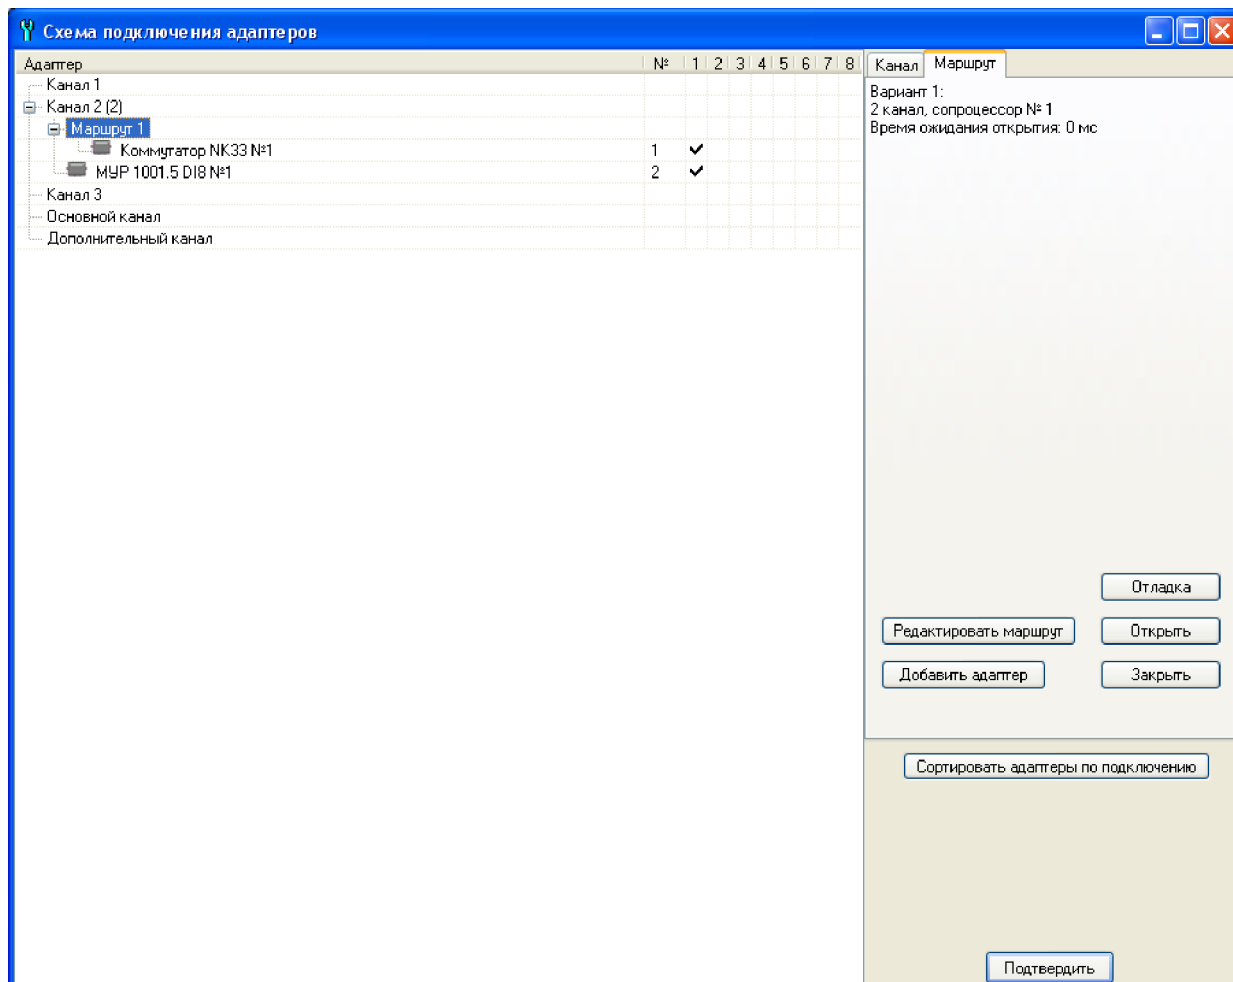 Схема подключения адаптеров
Адаптер № 1 2 3 4 5 6 7 8
Канал 1
Канал 2 (2)
Маршрут 1
Коммутатор NK33 №1 1
МУР 1001.5 DI8 №1 2
Канал 3
Основной канал
Дополнительный канал
Канал Маршрут
Вариант 1:
2 канал, сопроцессор № 1
Время ожидания открытия: 0 мс
Отладка
Редактировать маршрут Открыть
Добавить адаптер Закрыть
Сортировать адаптеры по подключению
Подтвердить